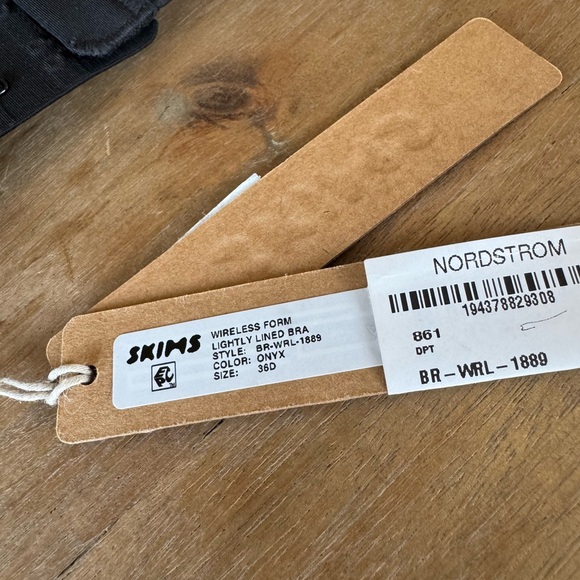 SKIMS
WIRELESS FORM
LIGHTLY LINED BRA
STYLE: BR-WRL-1889
COLOR: ONYX
SIZE: 36D
NORDSTROM
194378829308
861
DPT
BR-WRL-1889